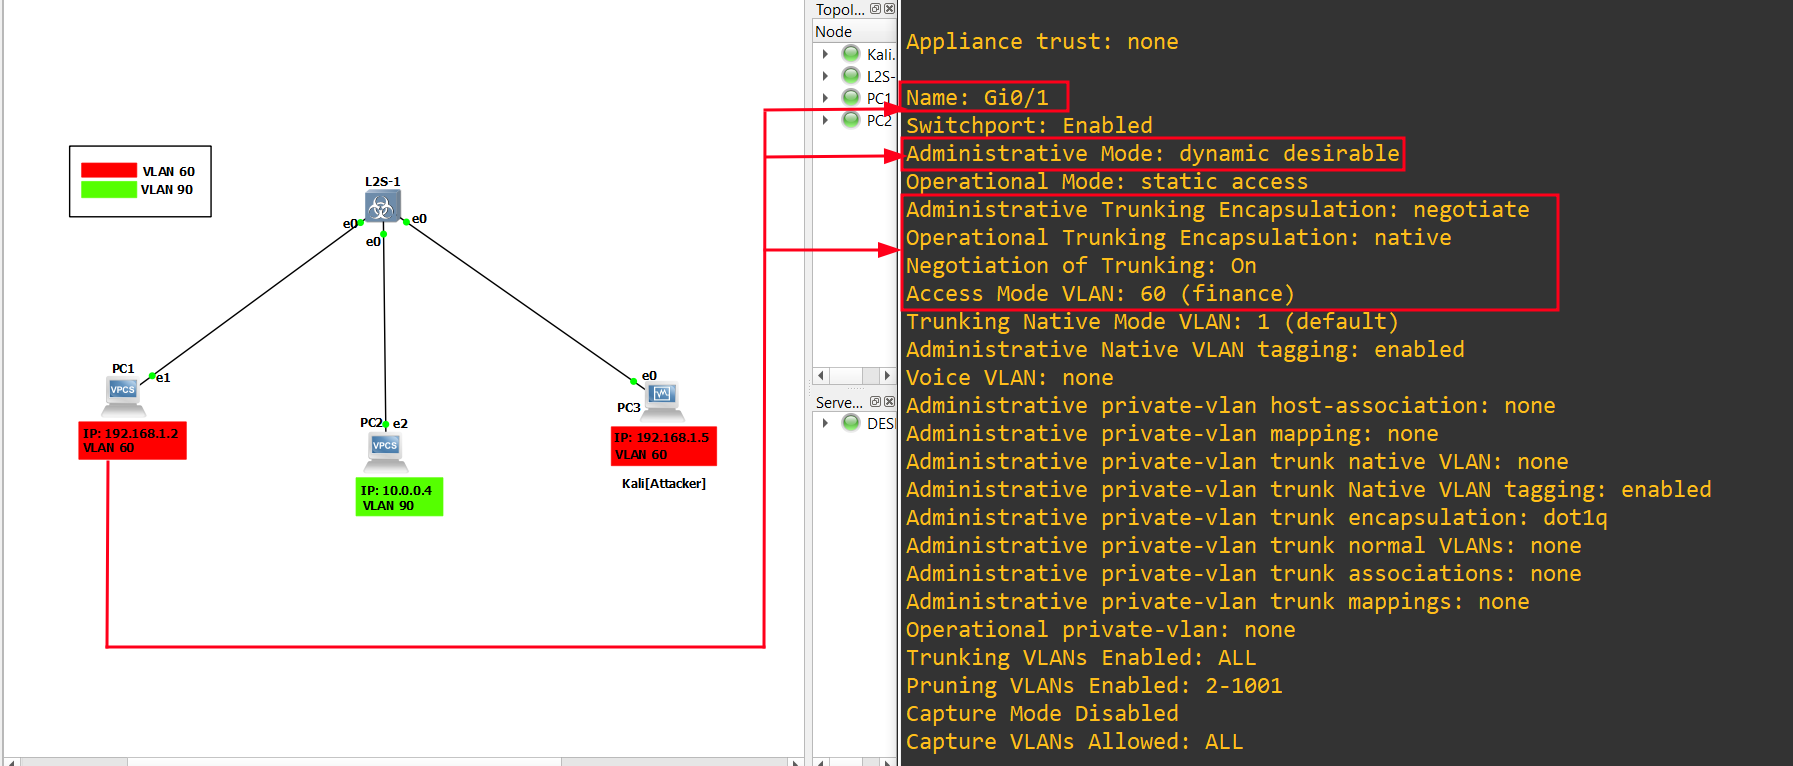 VLAN 60
VLAN 90
L2S-1
e0
e0
e0
PC1
e1
VPCS
IP: 192.168.1.2
VLAN 60
PC2
e2
VPCS
IP: 10.0.0.4
VLAN 90
e0
PC3
IP: 192.168.1.5
VLAN 60
Kali[Attacker]
Topol...
Node
Kali.
L2S-
PC1
PC2
Serve...
DESI
Appliance trust: none
Name: Gi0/1
Switchport: Enabled
Administrative Mode: dynamic desirable
Operational Mode: static access
Administrative Trunking Encapsulation: negotiate
Operational Trunking Encapsulation: native
Negotiation of Trunking: On
Access Mode VLAN: 60 (finance)
Trunking Native Mode VLAN: 1 (default)
Administrative Native VLAN tagging: enabled
Voice VLAN: none
Administrative private-vlan host-association: none
Administrative private-vlan mapping: none
Administrative private-vlan trunk native VLAN: none
Administrative private-vlan trunk Native VLAN tagging: enabled
Administrative private-vlan trunk encapsulation: dot1q
Administrative private-vlan trunk normal VLANs: none
Administrative private-vlan trunk associations: none
Administrative private-vlan trunk mappings: none
Operational private-vlan: none
Trunking VLANs Enabled: ALL
Pruning VLANs Enabled: 2-1001
Capture Mode Disabled
Capture VLANs Allowed: ALL